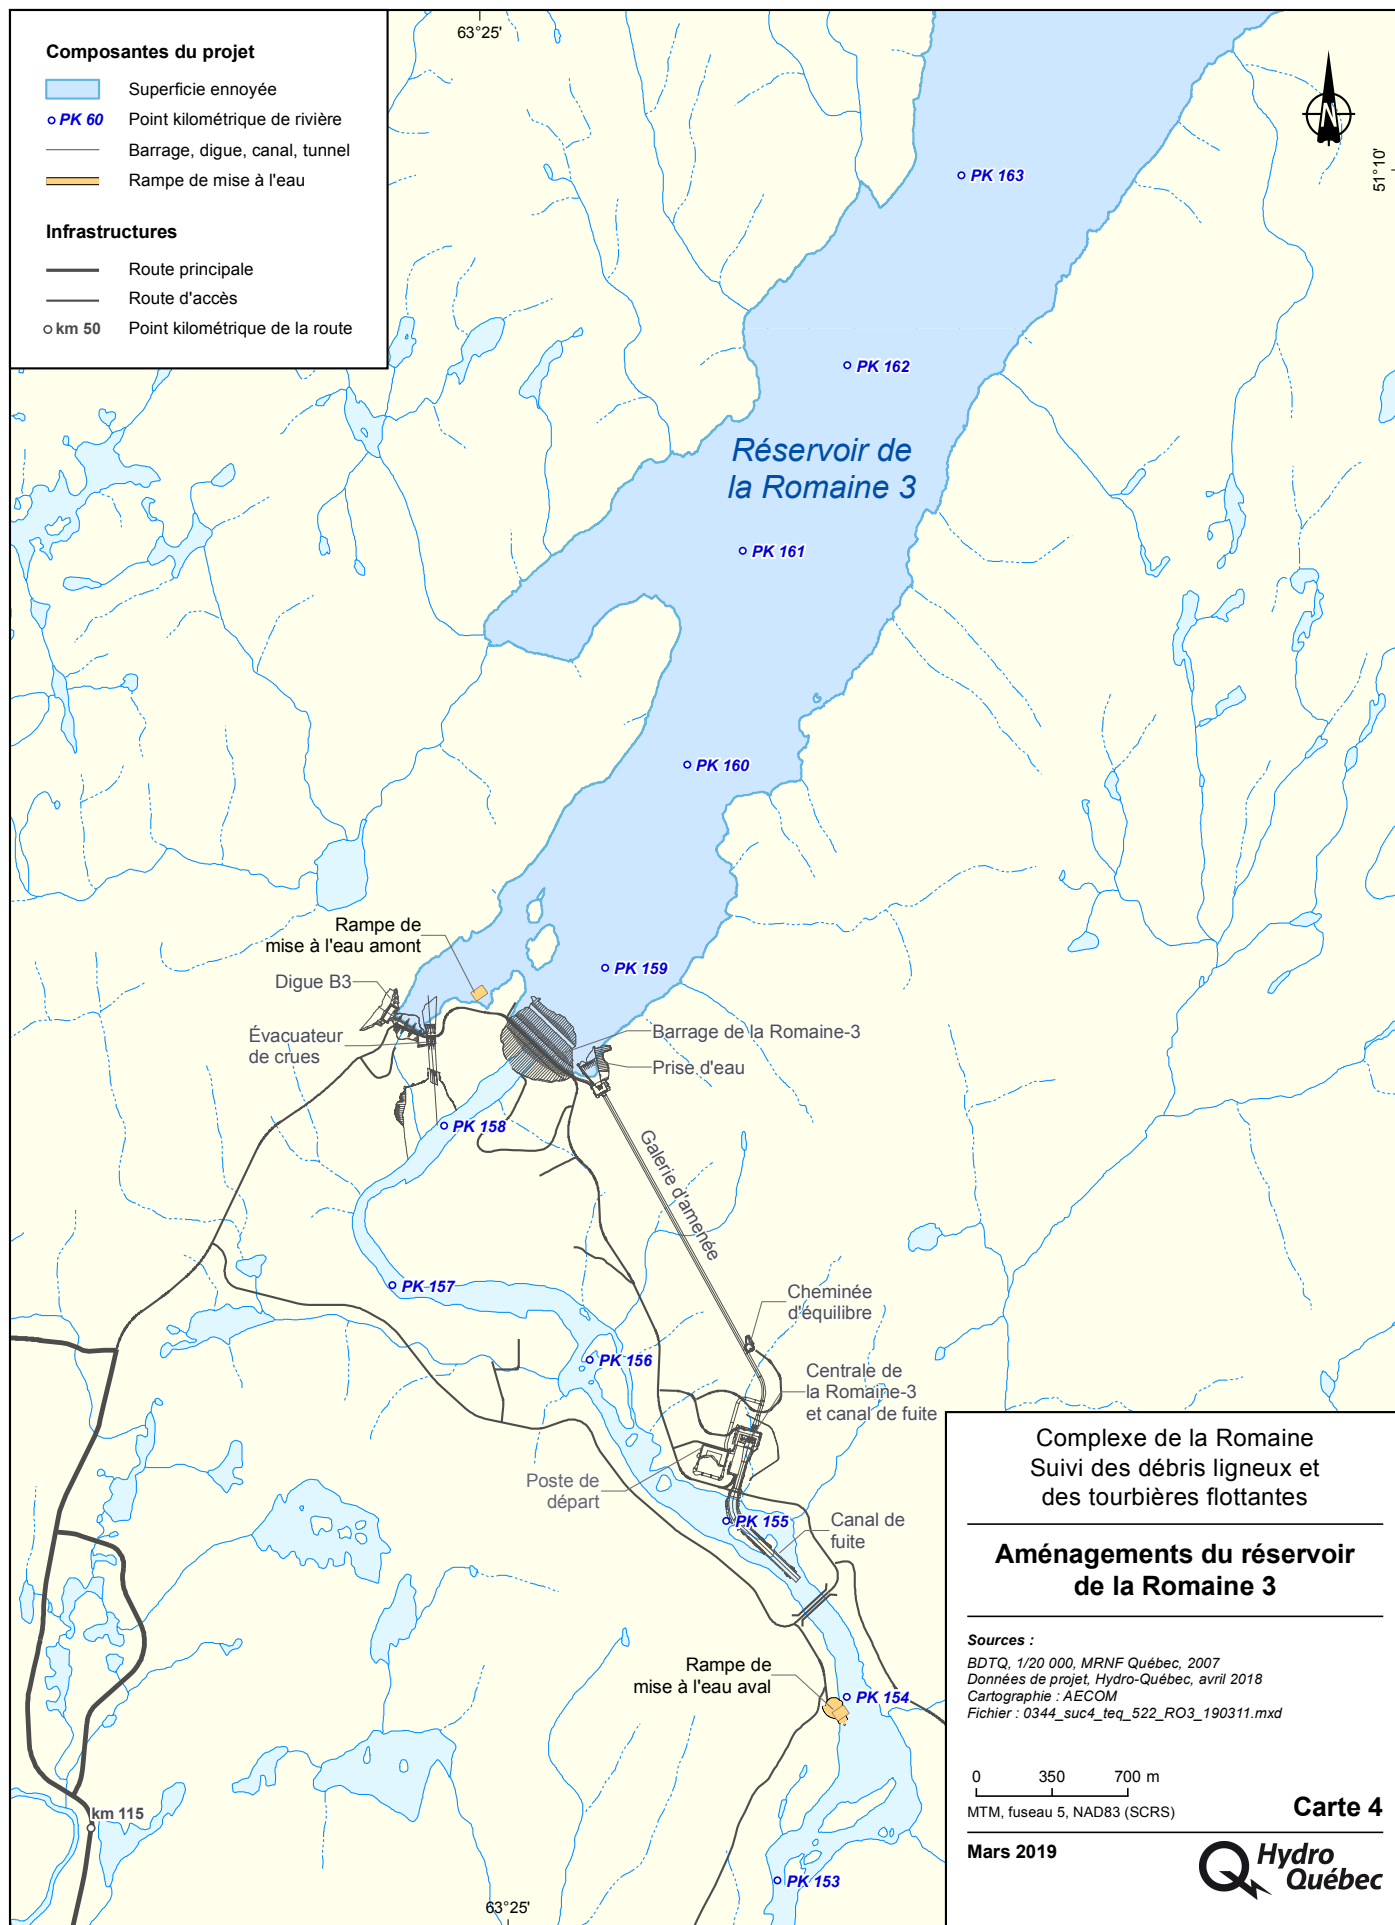 63°25'
Composantes du projet
Superficie ennoyée
PK 60 Point kilométrique de rivière
Barrage, digue, canal, tunnel
Rampe de mise à l'eau
Infrastructures
Route principale
Route d'accès
km 50 Point kilométrique de la route
N
51°10'
PK 163
PK 162
Réservoir de
la Romaine 3
PK 161
PK 160
Rampe de
mise à l'eau amont
PK 159
Digue B3
Évacuateur
de crues
Barrage de la Romaine-3
Prise d'eau
PK 158
Galerie d'amenée
PK 157
Cheminée
d'équilibre
PK 156
Centrale de
la Romaine-3
et canal de fuite
Poste de
départ
PK 155
Canal de
fuite
Rampe de
mise à l'eau aval
PK 154
km 115
PK 153
63°25'
Complexe de la Romaine
Suivi des débris ligneux et
des tourbières flottantes
Aménagements du réservoir
de la Romaine 3
Sources :
BDTQ, 1/20 000, MRNF Québec, 2007
Données de projet, Hydro-Québec, avril 2018
Cartographie : AECOM
Fichier : 0344_suc4_teq_522_RO3_190311.mxd
0 350 700 m
MTM, fuseau 5, NAD83 (SCRS)
Carte 4
Mars 2019
Hydro
Québec